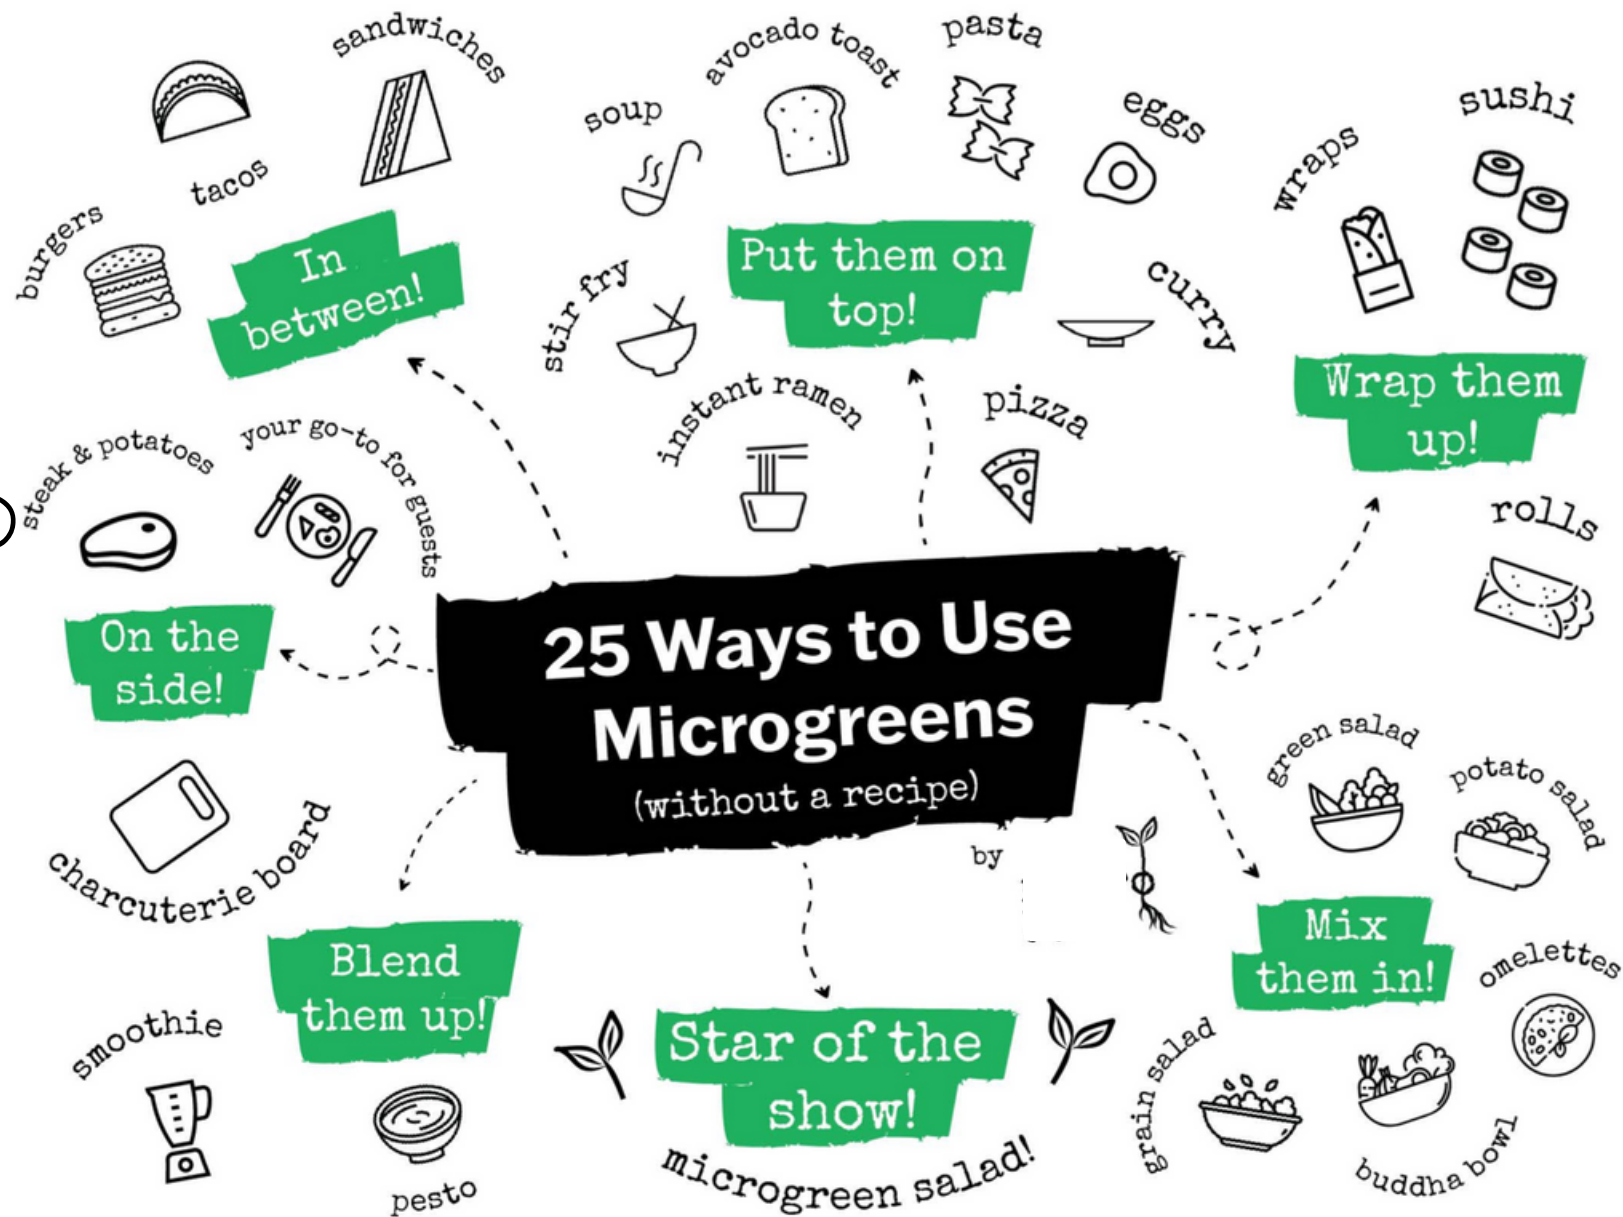 25 Ways to Use
Microgreens
(without a recipe)
by
In
between!
burgers
tacos
sandwiches
Put them on
top!
stir fry
soup
avocado toast
pasta
eggs
curry
instant ramen
pizza
Wrap them
up!
wraps
sushi
rolls
On the
side!
steak & potatoes
your go-to for guests
charcuterie board
Blend
them up!
smoothie
pesto
Star of the
show!
microgreen salad!
Mix
them in!
green salad
potato salad
omelettes
grain salad
buddha bowl